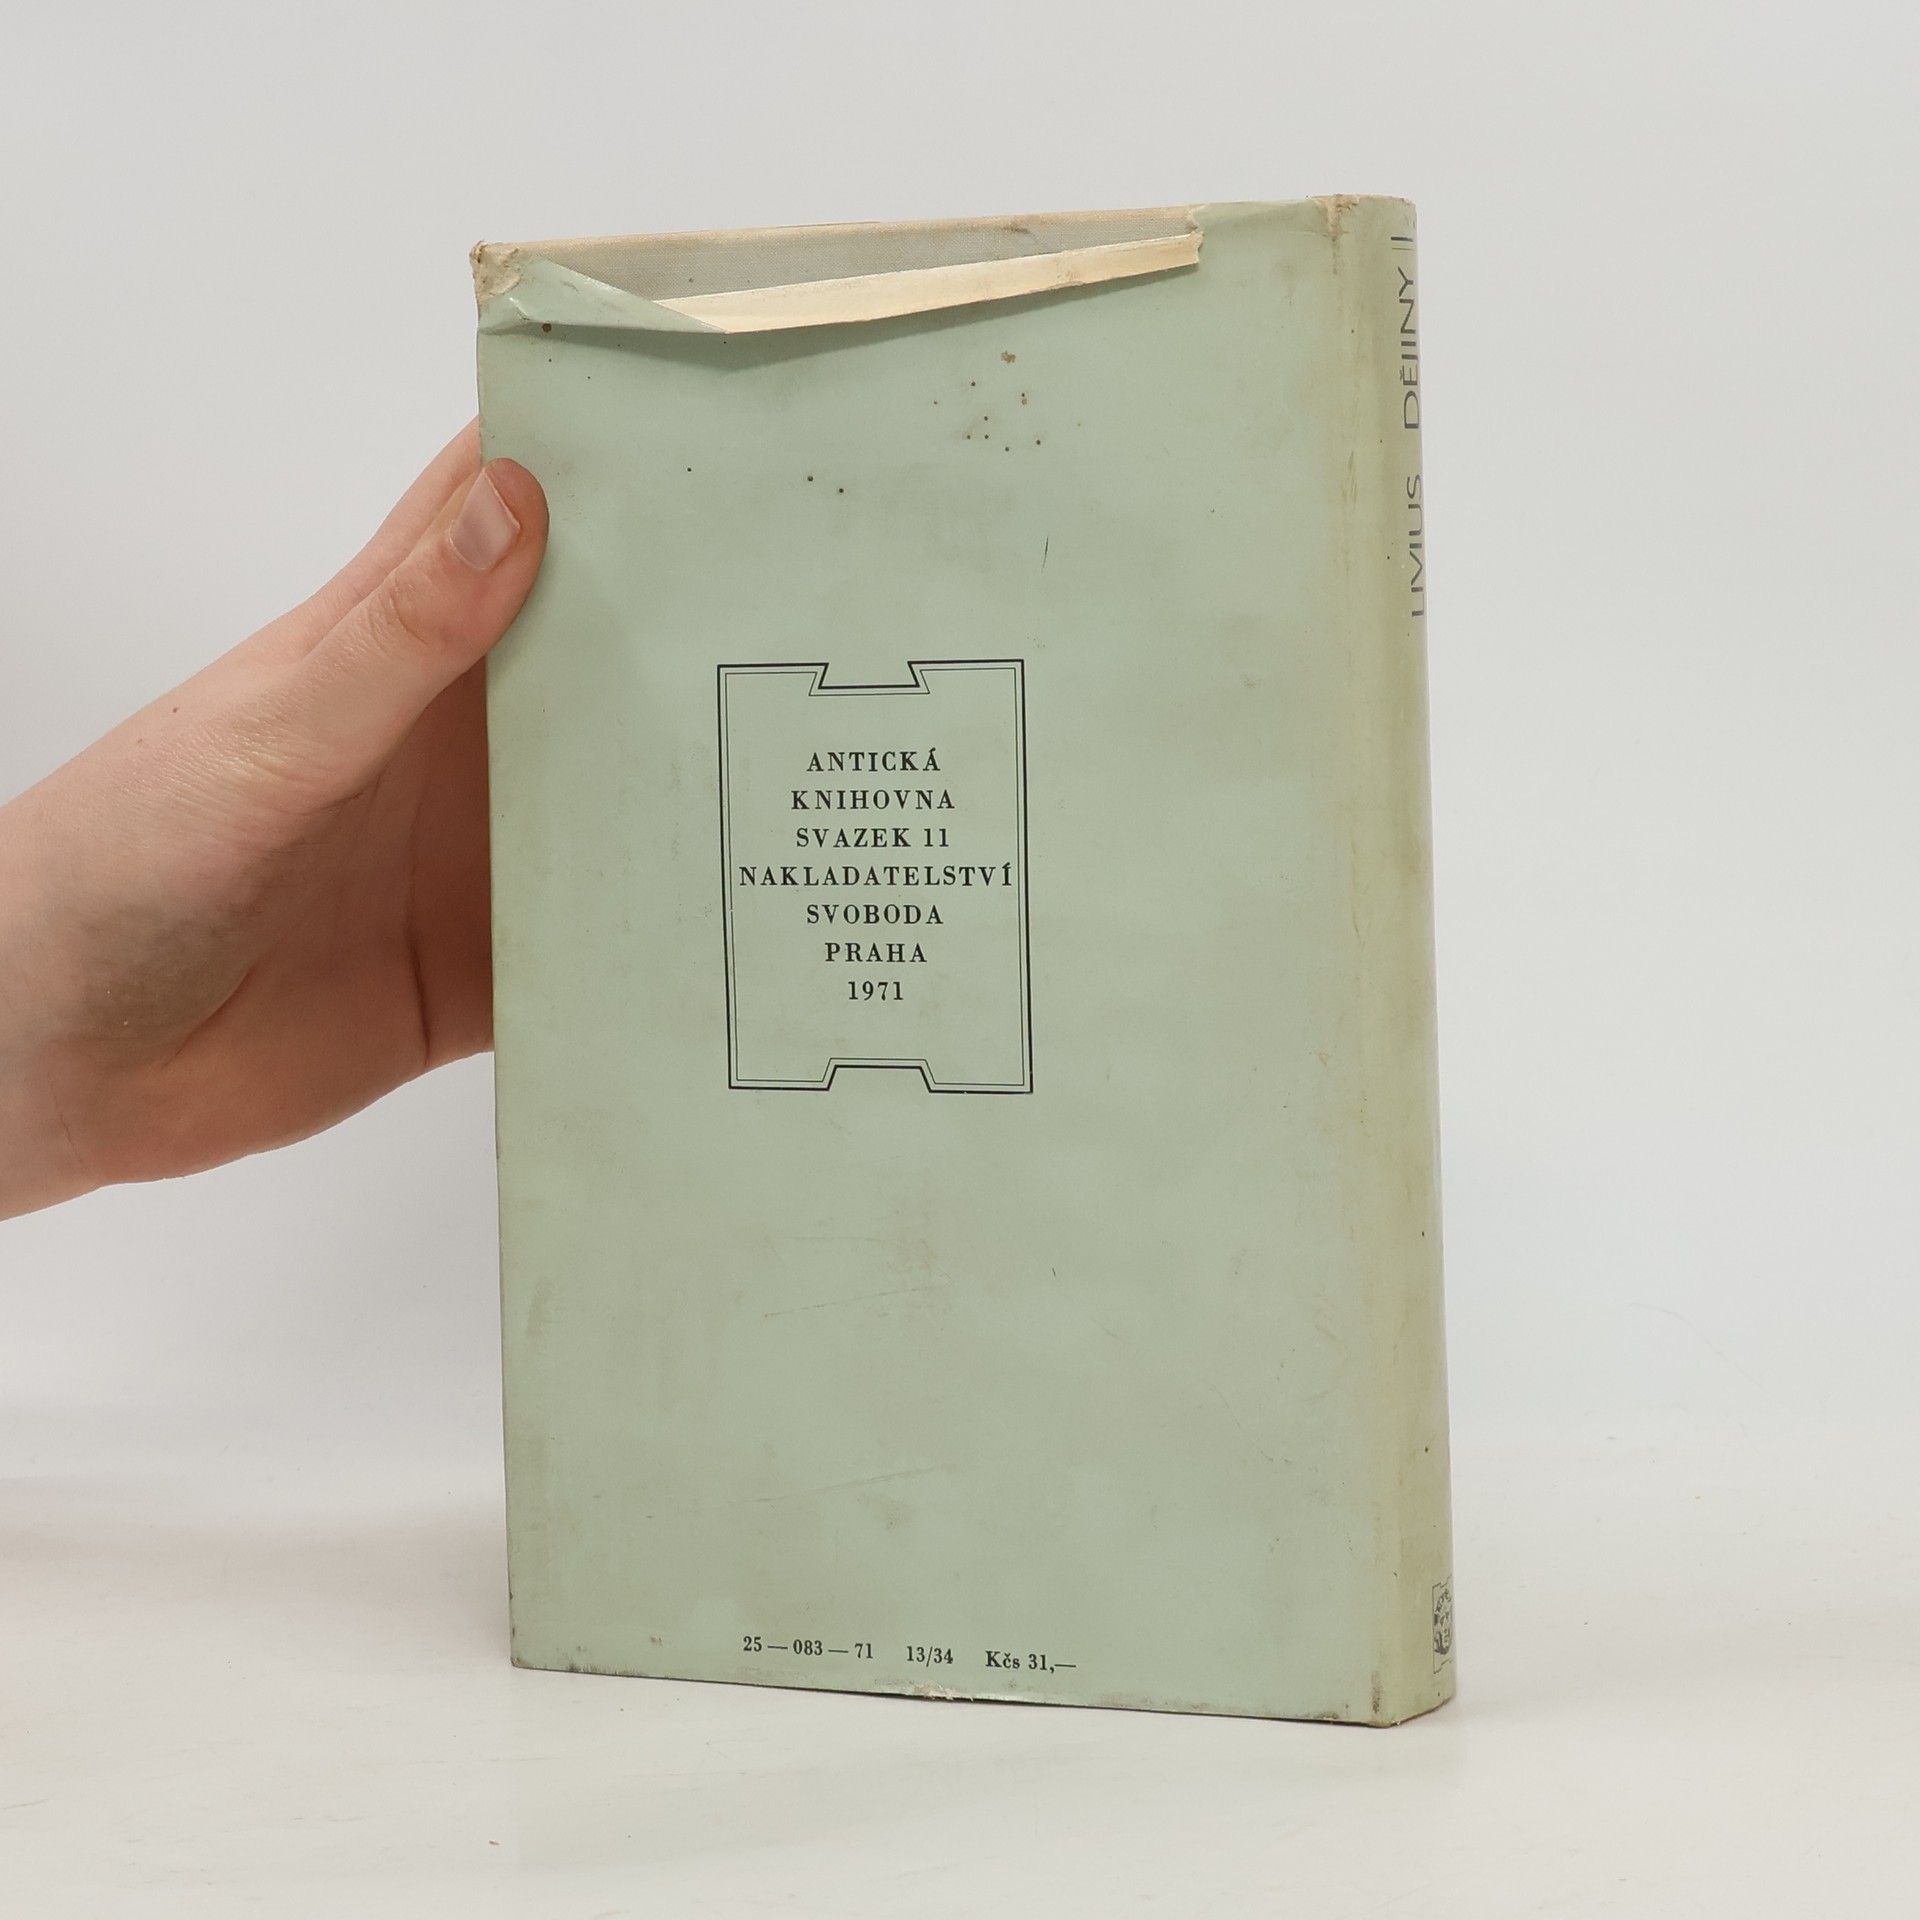 ANTICKÁ
KNIHOVNA
SVAZEK 11
NAKLADATELSTVÍ
SVOBODA
PRAHA
1971
25 — 083 — 71 13/34 Kčs 31,—
LIVIUS DĚJINY